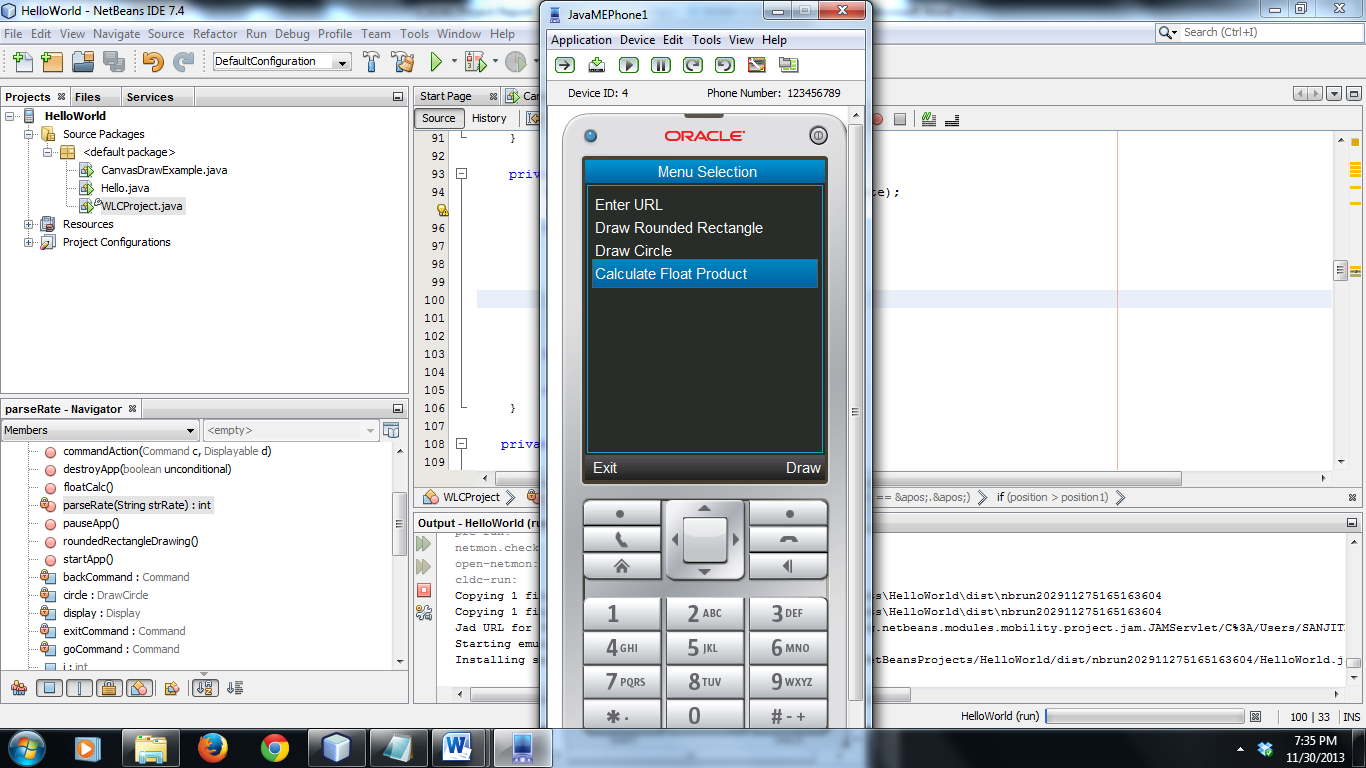 HelloWorld - NetBeans IDE 7.4
File Edit View Navigate Source Refactor Run Debug Profile Team Tools Window Help
Search (Ctrl+I)
DefaultConfiguration
Projects Files Services
HelloWorld
Source Packages
<default package>
CanvasDrawExample.java
Hello.java
WLCProject.java
Resources
Project Configurations
parseRate - Navigator
Members
<empty>
commandAction(Command c, Displayable d)
destroyApp(boolean unconditional)
floatCalc()
parseRate(String strRate) : int
pauseApp()
roundedRectangleDrawing()
startApp()
backCommand : Command
circle : DrawCircle
display : Display
exitCommand : Command
goCommand : Command
i : int
Start Page
Source History
91 }
92
93 priv
94 te);
96
97
98
99
100
101
102
103
104
105
106 }
107
108 priva
109
WLCProject
== &apos;.&apos;) if (position > position1)
Output - HelloWorld (ru
pre-run:
netmon.check
open-netmon:
cldc-run:
Copying 1 fi s\HelloWorld\dist\nbrun202911275165163604
Copying 1 fi s\HelloWorld\dist\nbrun202911275165163604
Jad URL for g.netbeans.modules.mobility.project.jam.JAMServlet/C%3A/Users/SANJIT
Starting emu
Installing s etBeansProjects/HelloWorld/dist/nbrun202911275165163604/HelloWorld.j
HelloWorld (run)
100 | 33 INS
JavaMEPhone1
Application Device Edit Tools View Help
Device ID: 4 Phone Number: 123456789
ORACLE
Menu Selection
Enter URL
Draw Rounded Rectangle
Draw Circle
Calculate Float Product
Exit Draw
1 2 ABC 3 DEF
4 GHI 5 JKL 6 MNO
7 PQRS 8 TUV 9 WXYZ
* . 0 # - +
7:35 PM
11/30/2013